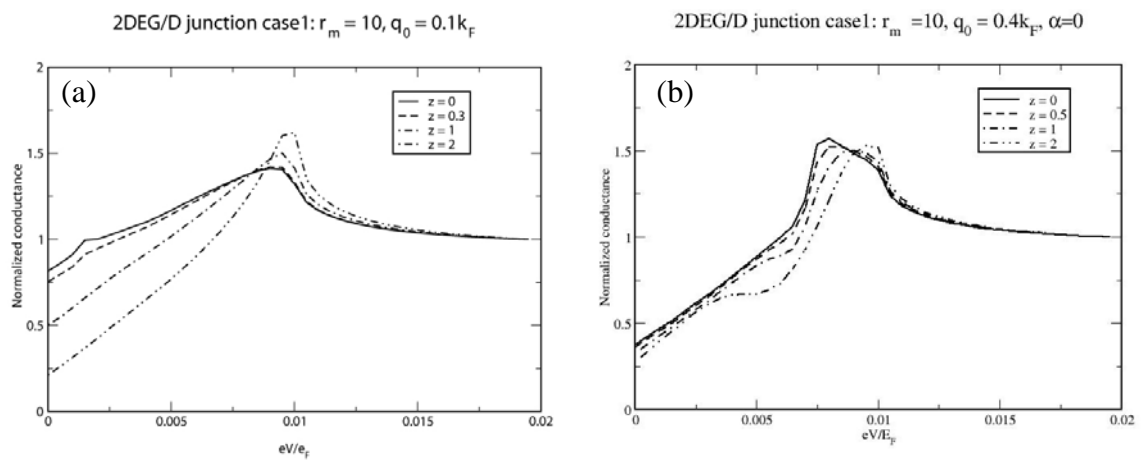 2DEG/D junction case1: r_m = 10, q_0 = 0.1k_F
(a)
z = 0
z = 0.3
z = 1
z = 2
Normalized conductance
2
1.5
1
0.5
0
0 0.005 0.01 0.015 0.02
eV/e_F
2DEG/D junction case1: r_m =10, q_0 = 0.4k_F, α=0
(b)
z = 0
z = 0.5
z = 1
z = 2
Normalized conductance
2
1.5
1
0.5
0
0 0.005 0.01 0.015 0.02
eV/E_F